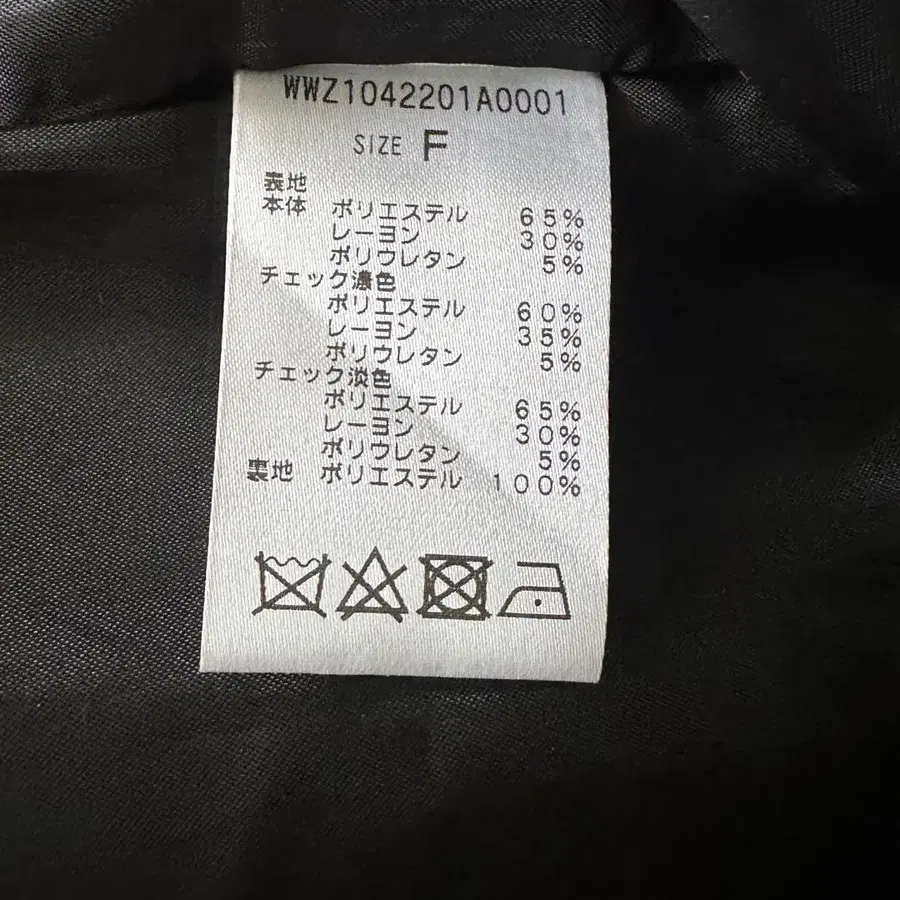 WWZ1042201A0001
SIZE F
表地
本体 ポリエステル 65%
レーヨン 30%
ポリウレタン 5%
チェック濃色
ポリエステル 60%
レーヨン 35%
ポリウレタン 5%
チェック淡色
ポリエステル 65%
レーヨン 30%
ポリウレタン 5%
裏地 ポリエステル 100%